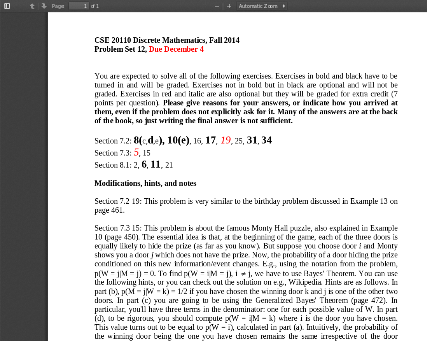 Page: 1 of 1 Automatic Zoom
CSE 20110 Discrete Mathematics, Fall 2014
Problem Set 12, Due December 4
You are expected to solve all of the following exercises. Exercises in bold and black have to be
turned in and will be graded. Exercises not in bold but in black are optional and will not be
graded. Exercises in red and italic are also optional but they will be graded for extra credit (7
points per question). Please give reasons for your answers, or indicate how you arrived at
them, even if the problem does not explicitly ask for it. Many of the answers are at the back
of the book, so just writing the final answer is not sufficient.
Section 7.2: 8(c,d,e), 10(e), 16, 17, 19, 25, 31, 34
Section 7.3: 5, 15
Section 8.1: 2, 6, 11, 21
Modifications, hints, and notes
Section 7.2 19: This problem is very similar to the birthday problem discussed in Example 13 on
page 461.
Section 7.3 15: This problem is about the famous Monty Hall puzzle, also explained in Example
10 (page 450). The essential idea is that, at the beginning of the game, each of the three doors is
equally likely to hide the prize (as far as you know). But suppose you choose door i and Monty
shows you a door j which does not have the prize. Now, the probability of a door hiding the prize
conditioned on this new information/event changes. E.g., using the notation from the problem,
p(W = j|M = j) = 0. To find p(W = i|M = j), i ≠ j, we have to use Bayes' Theorem. You can use
the following hints, or you can check out the solution on e.g., Wikipedia. Hints are as follows. In
part (b), p(M = j|W = k) = 1/2 if you have chosen the winning door k and j is one of the other two
doors. In part (c) you are going to be using the Generalized Bayes' Theorem (page 472). In
particular, you'll have three terms in the denominator: one for each possible value of W. In part
(d), to be rigorous, you should compute p(W = i|M = k) where i is the door you have chosen.
This value turns out to be equal to p(W = i), calculated in part (a). Intuitively, the probability of
the winning door being the one you have chosen remains the same irrespective of the door